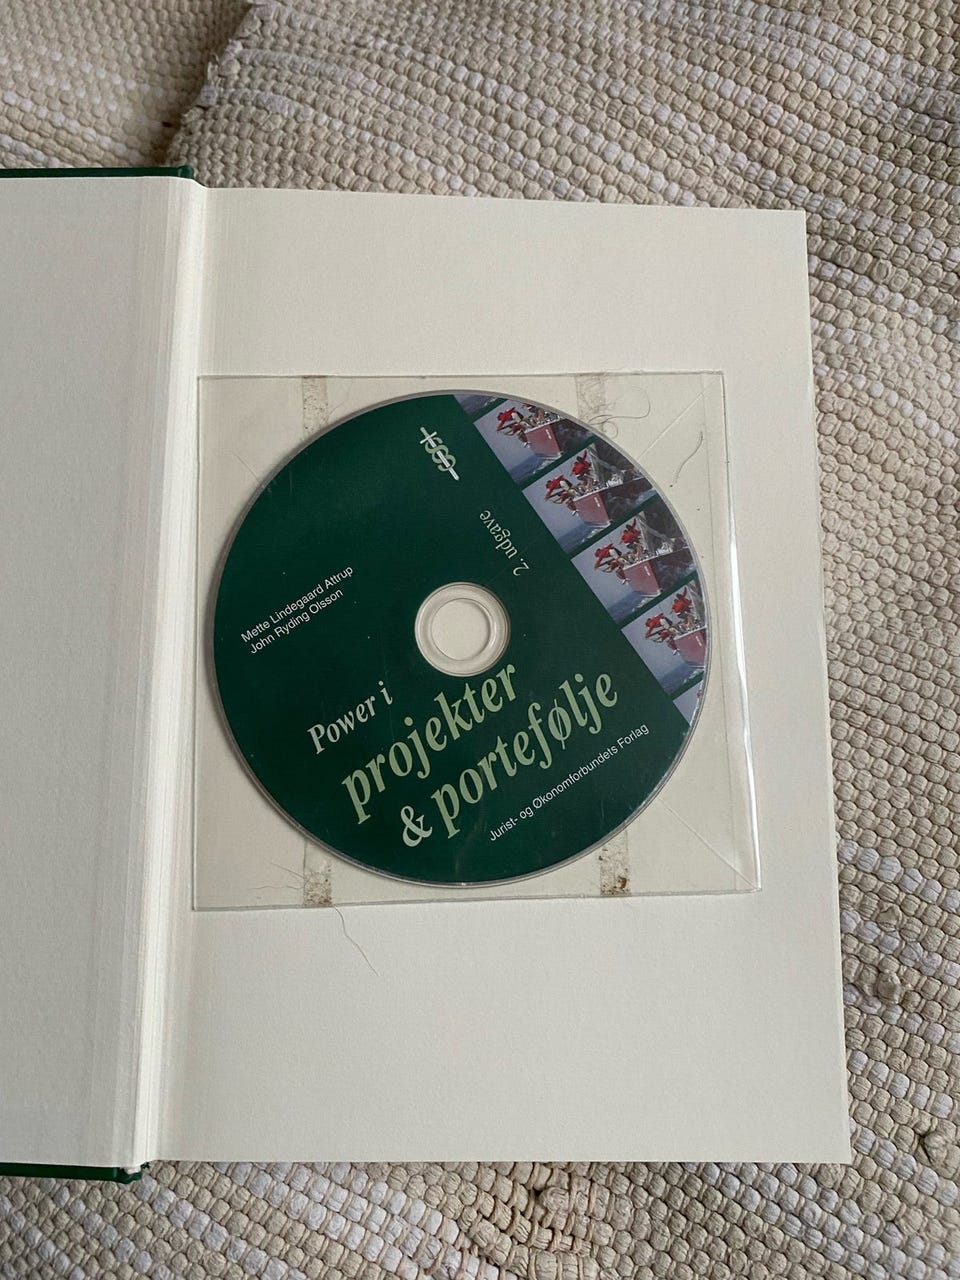 2. udgave
Mette Lindegaard Attrup
John Ryding Olsson
Power i
projekter
& portefølje
Jurist- og Økonomforbundets Forlag